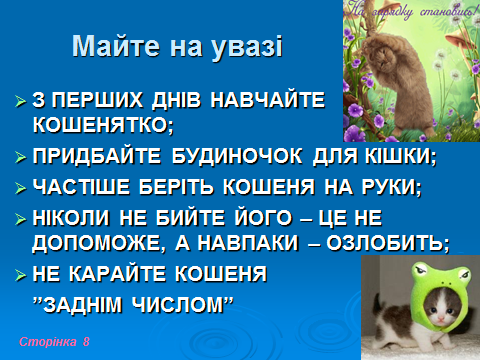 На зарядку становись!
Майте на увазі
З ПЕРШИХ ДНІВ НАВЧАЙТЕ
КОШЕНЯТКО;
ПРИДБАЙТЕ БУДИНОЧОК ДЛЯ КІШКИ;
ЧАСТІШЕ БЕРІТЬ КОШЕНЯ НА РУКИ;
НІКОЛИ НЕ БИЙТЕ ЙОГО – ЦЕ НЕ
ДОПОМОЖЕ, А НАВПАКИ – ОЗЛОБИТЬ;
НЕ КАРАЙТЕ КОШЕНЯ
”ЗАДНІМ ЧИСЛОМ”
Сторінка 8